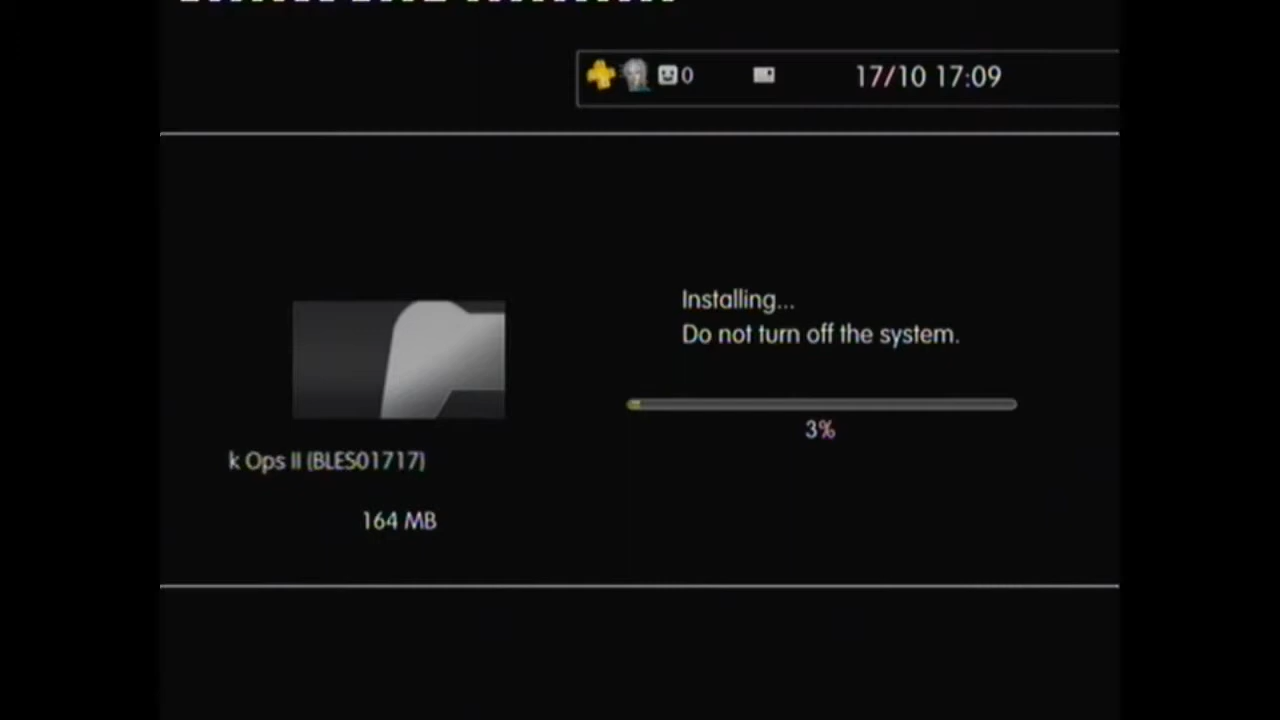 0
17/10 17:09
Installing...
Do not turn off the system.
3%
k Ops II (BLES01717)
164 MB